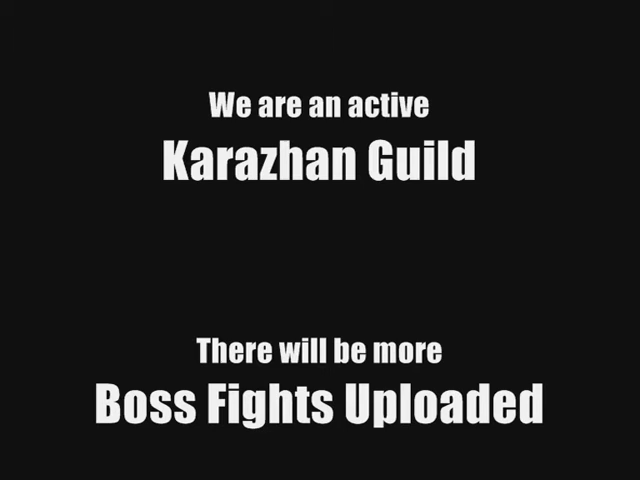 We are an active
Karazhan Guild
There will be more
Boss Fights Uploaded